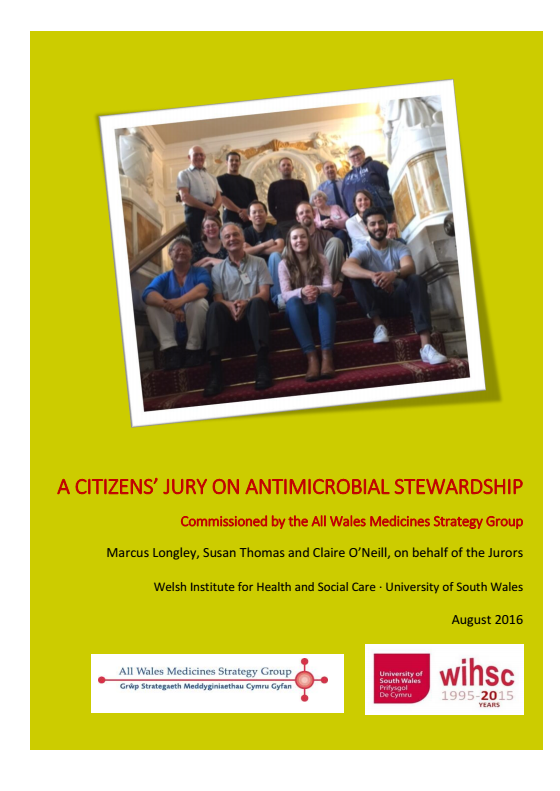 A CITIZENS’ JURY ON ANTIMICROBIAL STEWARDSHIP
Commissioned by the All Wales Medicines Strategy Group
Marcus Longley, Susan Thomas and Claire O’Neill, on behalf of the Jurors
Welsh Institute for Health and Social Care · University of South Wales
August 2016
All Wales Medicines Strategy Group
Grŵp Strategaeth Meddyginiaethau Cymru Gyfan
University of
South Wales
Prifysgol
De Cymru
wihsc
1995-2015
YEARS